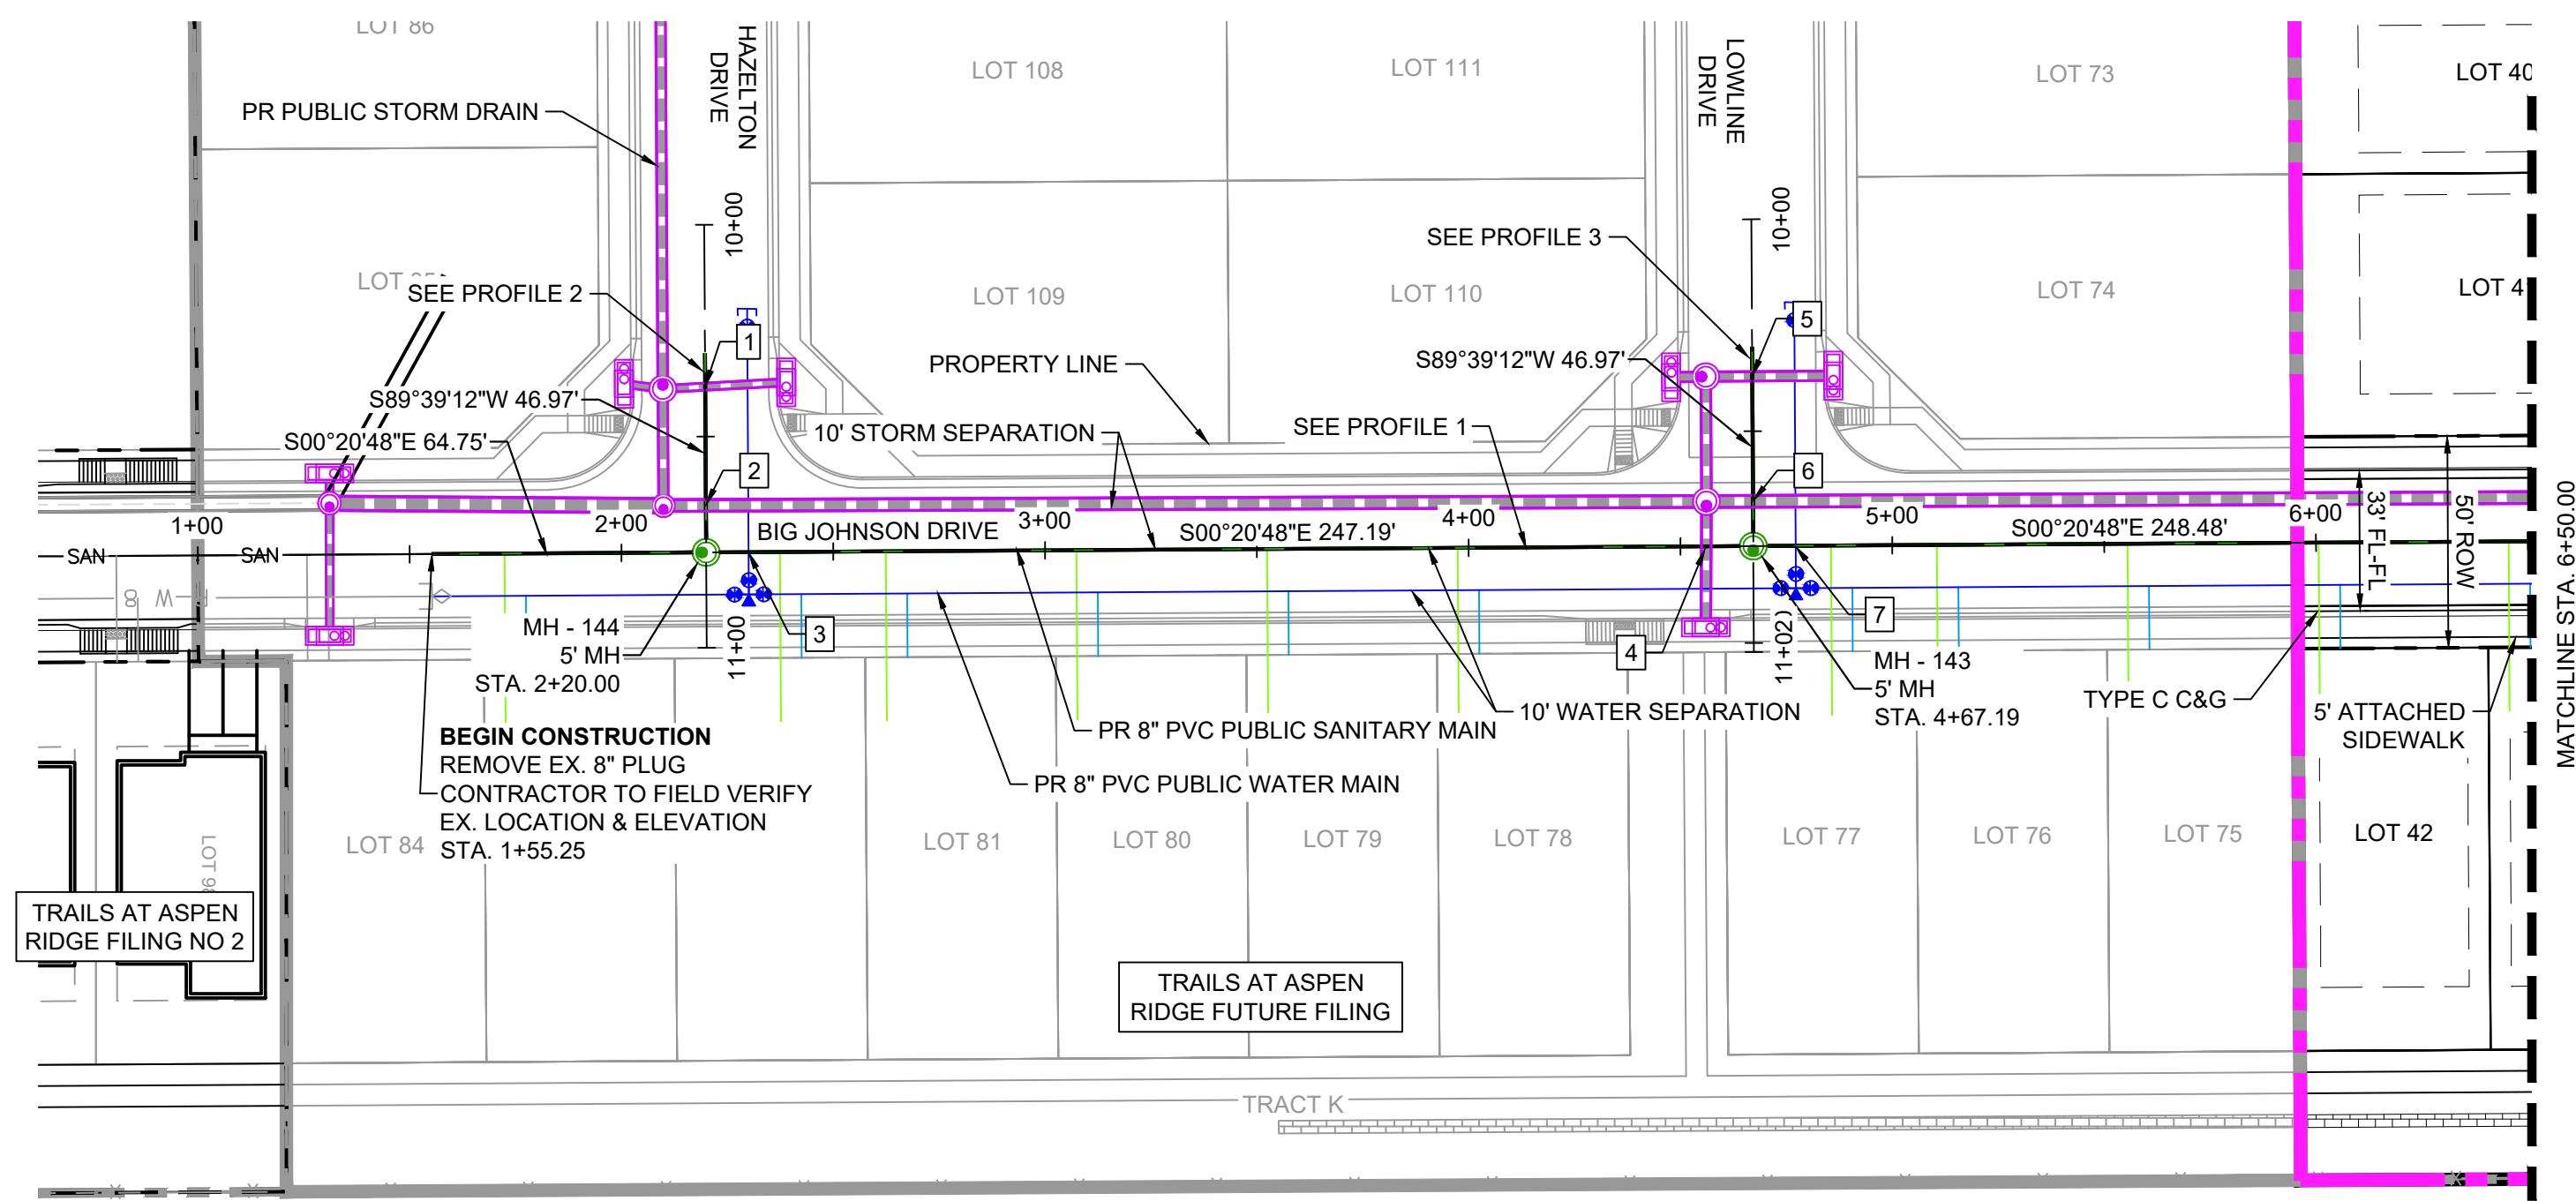 LOT 86
HAZELTON
DRIVE
LOT 108
LOT 111
LOWLINE
DRIVE
LOT 73
LOT 40
PR PUBLIC STORM DRAIN
10+00
10+00
SEE PROFILE 3
LOT
SEE PROFILE 2
LOT 109
LOT 110
LOT 74
LOT 41
1
5
PROPERTY LINE
S89°39'12"W 46.97'
S89°39'12"W 46.97'
S00°20'48"E 64.75'
10' STORM SEPARATION
SEE PROFILE 1
2
6
1+00
2+00
BIG JOHNSON DRIVE
3+00
S00°20'48"E 247.19'
4+00
5+00
S00°20'48"E 248.48'
6+00
33' FL-FL
50' ROW
MATCHLINE STA. 6+50.00
SAN
SAN
8
W
MH - 144
5' MH
STA. 2+20.00
11+00
3
4
11+02
7
MH - 143
5' MH
STA. 4+67.19
TYPE C C&G
5' ATTACHED
SIDEWALK
10' WATER SEPARATION
PR 8" PVC PUBLIC SANITARY MAIN
PR 8" PVC PUBLIC WATER MAIN
BEGIN CONSTRUCTION
REMOVE EX. 8" PLUG
CONTRACTOR TO FIELD VERIFY
EX. LOCATION & ELEVATION
STA. 1+55.25
LOT
LOT 84
LOT 81
LOT 80
LOT 79
LOT 78
LOT 77
LOT 76
LOT 75
LOT 42
TRAILS AT ASPEN
RIDGE FILING NO 2
TRAILS AT ASPEN
RIDGE FUTURE FILING
TRACT K